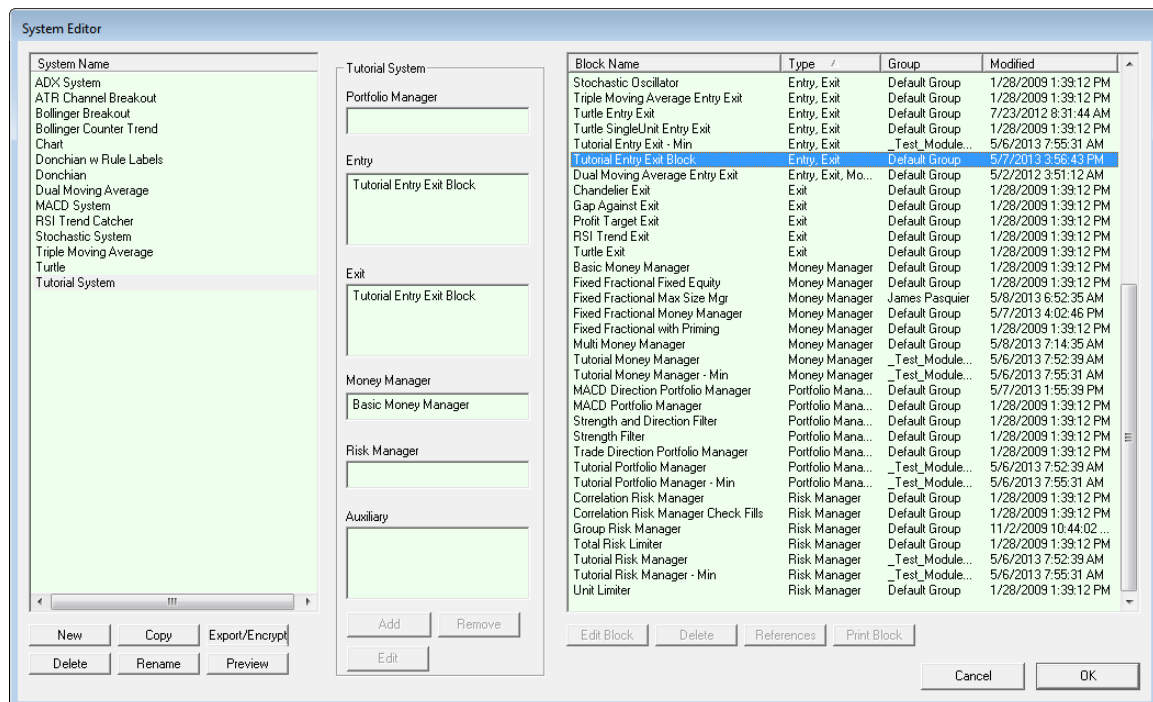 System Editor
System Name
ADX System
ATR Channel Breakout
Bollinger Breakout
Bollinger Counter Trend
Chart
Donchian w Rule Labels
Donchian
Dual Moving Average
MACD System
RSI Trend Catcher
Stochastic System
Triple Moving Average
Turtle
Tutorial System
New Copy Export/Encrypt
Delete Rename Preview
Tutorial System
Portfolio Manager
Entry
Tutorial Entry Exit Block
Exit
Tutorial Entry Exit Block
Money Manager
Basic Money Manager
Risk Manager
Auxiliary
Add Remove
Edit
Block Name Type Group Modified
Stochastic Oscillator Entry, Exit Default Group 1/28/2009 1:39:12 PM
Triple Moving Average Entry Exit Entry, Exit Default Group 1/28/2009 1:39:12 PM
Turtle Entry Exit Entry, Exit Default Group 7/23/2012 8:31:44 AM
Turtle SingleUnit Entry Exit Entry, Exit Default Group 1/28/2009 1:39:12 PM
Tutorial Entry Exit - Min Entry, Exit _Test_Module... 5/6/2013 7:55:31 AM
Tutorial Entry Exit Block Entry, Exit Default Group 5/7/2013 3:56:43 PM
Dual Moving Average Entry Exit Entry, Exit, Mo... Default Group 5/2/2012 3:51:12 AM
Chandelier Exit Exit Default Group 1/28/2009 1:39:12 PM
Gap Against Exit Exit Default Group 1/28/2009 1:39:12 PM
Profit Target Exit Exit Default Group 1/28/2009 1:39:12 PM
RSI Trend Exit Exit Default Group 1/28/2009 1:39:12 PM
Turtle Exit Exit Default Group 1/28/2009 1:39:12 PM
Basic Money Manager Money Manager Default Group 1/28/2009 1:39:12 PM
Fixed Fractional Fixed Equity Money Manager Default Group 1/28/2009 1:39:12 PM
Fixed Fractional Max Size Mgr Money Manager James Pasquier 5/8/2013 6:52:35 AM
Fixed Fractional Money Manager Money Manager Default Group 5/7/2013 4:02:46 PM
Fixed Fractional with Priming Money Manager Default Group 1/28/2009 1:39:12 PM
Multi Money Manager Money Manager Default Group 5/8/2013 7:14:35 AM
Tutorial Money Manager Money Manager _Test_Module... 5/6/2013 7:52:39 AM
Tutorial Money Manager - Min Money Manager _Test_Module... 5/6/2013 7:55:31 AM
MACD Direction Portfolio Manager Portfolio Mana... Default Group 5/7/2013 1:55:39 PM
MACD Portfolio Manager Portfolio Mana... Default Group 1/28/2009 1:39:12 PM
Strength and Direction Filter Portfolio Mana... Default Group 1/28/2009 1:39:12 PM
Strength Filter Portfolio Mana... Default Group 1/28/2009 1:39:12 PM
Trade Direction Portfolio Manager Portfolio Mana... Default Group 1/28/2009 1:39:12 PM
Tutorial Portfolio Manager Portfolio Mana... _Test_Module... 5/6/2013 7:52:39 AM
Tutorial Portfolio Manager - Min Portfolio Mana... _Test_Module... 5/6/2013 7:55:31 AM
Correlation Risk Manager Risk Manager Default Group 1/28/2009 1:39:12 PM
Correlation Risk Manager Check Fills Risk Manager Default Group 1/28/2009 1:39:12 PM
Group Risk Manager Risk Manager Default Group 11/2/2009 10:44:02 ...
Total Risk Limiter Risk Manager Default Group 1/28/2009 1:39:12 PM
Tutorial Risk Manager Risk Manager _Test_Module... 5/6/2013 7:52:39 AM
Tutorial Risk Manager - Min Risk Manager _Test_Module... 5/6/2013 7:55:31 AM
Unit Limiter Risk Manager Default Group 1/28/2009 1:39:12 PM
Edit Block Delete References Print Block
Cancel OK